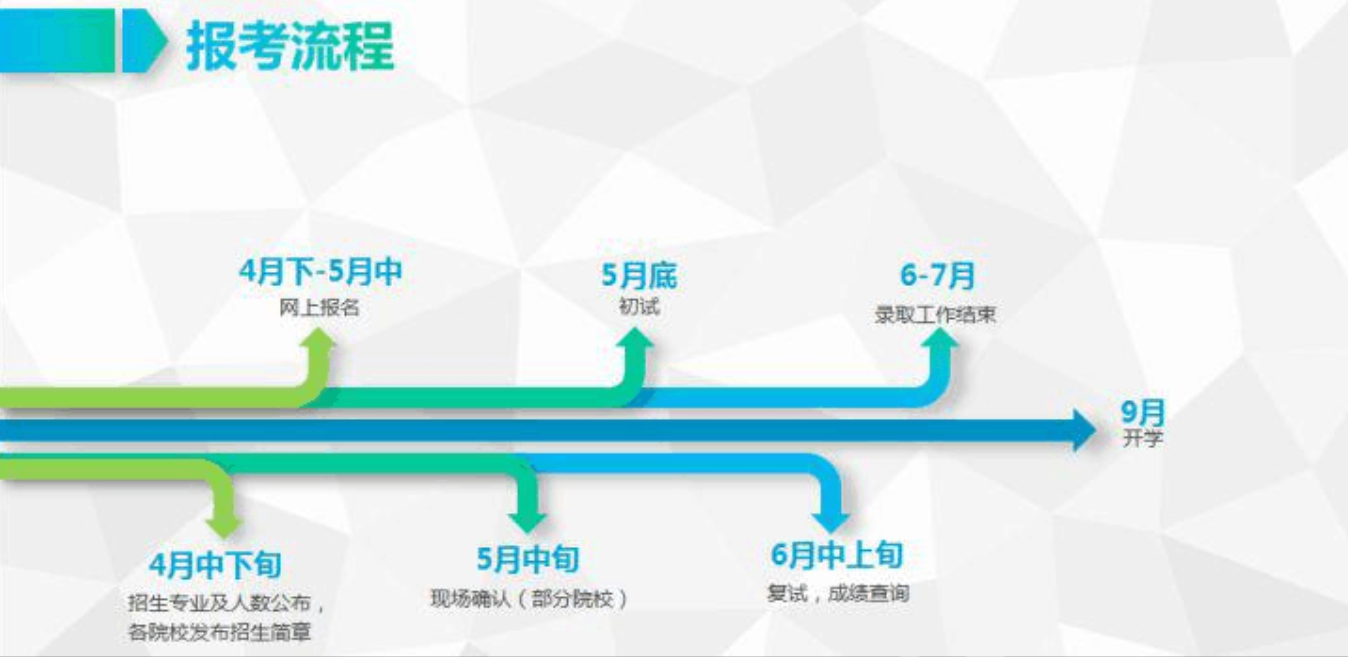 报考流程
4月下-5月中
网上报名
5月底
初试
6-7月
录取工作结束
9月
开学
4月中下旬
招生专业及人数公布，
各院校发布招生简章
5月中旬
现场确认（部分院校）
6月中上旬
复试，成绩查询